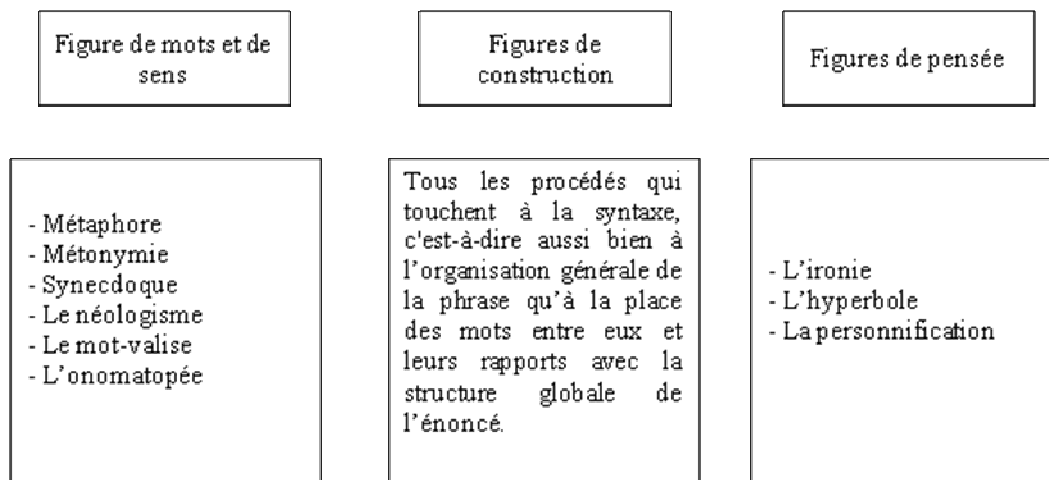 Figure de mots et de
sens
Figures de
construction
Figures de pensée
- Métaphore
- Métonymie
- Synecdoque
- Le néologisme
- Le mot-valise
- L'onomatopée
Tous les procédés qui
touchent à la syntaxe,
c'est-à-dire aussi bien à
l'organisation générale de
la phrase qu'à la place
des mots entre eux et
leurs rapports avec la
structure globale de
l'énoncé.
- L'ironie
- L'hyperbole
- La personnification